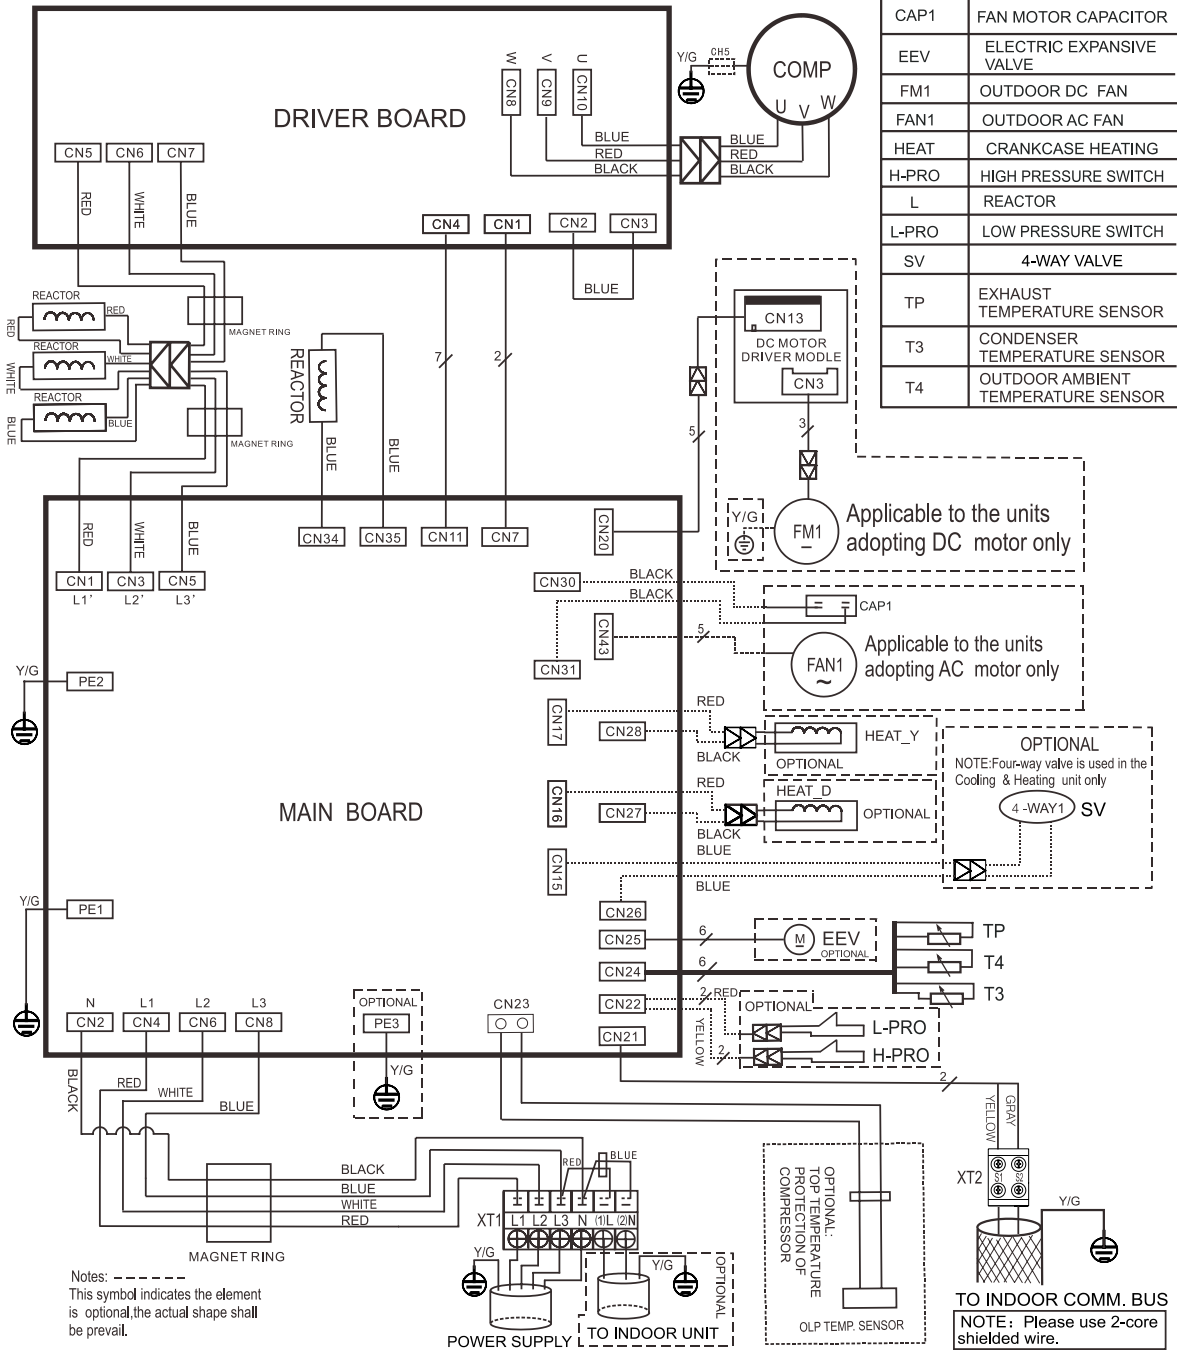 CAP1 FAN MOTOR CAPACITOR
EEV ELECTRIC EXPANSIVE
VALVE
FM1 OUTDOOR DC FAN
FAN1 OUTDOOR AC FAN
HEAT CRANKCASE HEATING
H-PRO HIGH PRESSURE SWITCH
L REACTOR
L-PRO LOW PRESSURE SWITCH
SV 4-WAY VALVE
TP EXHAUST
TEMPERATURE SENSOR
T3 CONDENSER
TEMPERATURE SENSOR
T4 OUTDOOR AMBIENT
TEMPERATURE SENSOR
DRIVER BOARD
W V U
CN8 CN9 CN10
BLUE
RED
BLACK
BLUE
RED
BLACK
Y/G
CH5
COMP
U V W
CN5 CN6 CN7
RED WHITE BLUE
CN4 CN1 CN2 CN3
BLUE
REACTOR
RED
RED
REACTOR
WHITE
WHITE
REACTOR
BLUE
BLUE
MAGNET RING
MAGNET RING
REACTOR
BLUE BLUE
7 2
CN13
DC MOTOR
DRIVER MODLE
CN3
5
3
Y/G
FM1
Applicable to the units
adopting DC motor only
RED WHITE BLUE
CN1 CN3 CN5
L1' L2' L3'
CN34 CN35 CN11 CN7
CN20
CN30
BLACK
BLACK
CAP1
CN43
5
CN31
FAN1
Applicable to the units
adopting AC motor only
Y/G
PE2
CN17
CN28
RED
BLACK
HEAT_Y
OPTIONAL
MAIN BOARD
CN16
CN27
RED
BLACK
HEAT_D
OPTIONAL
OPTIONAL
NOTE:Four-way valve is used in the
Cooling & Heating unit only
4 -WAY1 SV
CN15
BLUE
BLUE
CN26
Y/G
PE1
CN25
6
M
EEV
OPTIONAL
CN24
6
TP
T4
T3
CN22
2 RED
YELLOW
2
OPTIONAL
L-PRO
H-PRO
CN21
2
N L1 L2 L3
CN2 CN4 CN6 CN8
OPTIONAL
PE3
Y/G
CN23
BLACK
RED
WHITE
BLUE
BLACK
BLUE
WHITE
RED
MAGNET RING
RED
BLUE
XT1 L1 L2 L3 N (1)L (2)N
Y/G
POWER SUPPLY
Y/G
OPTIONAL
TO INDOOR UNIT
OPTIONAL:
TOP TEMPERATURE
PROTECTION OF
COMPRESSOR
OLP TEMP. SENSOR
YELLOW GRAY
XT2
Y/G
TO INDOOR COMM. BUS
NOTE: Please use 2-core
shielded wire.
Notes:
This symbol indicates the element
is optional,the actual shape shall
be prevail.